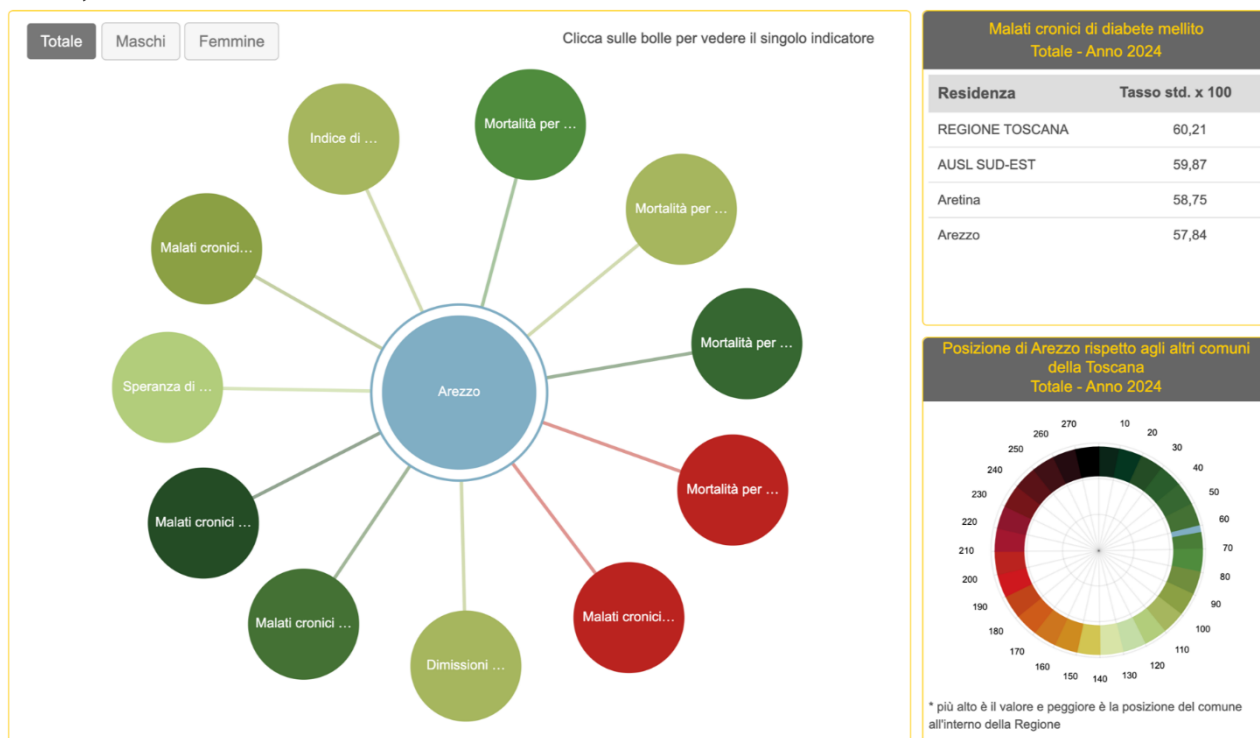 Totale
Maschi
Femmine
Clicca sulle bolle per vedere il singolo indicatore
Mortalità per ...
Indice di ...
Mortalità per ...
Malati cronici...
Mortalità per ...
Speranza di ...
Arezzo
Mortalità per ...
Malati cronici ...
Malati cronici...
Malati cronici ...
Dimissioni ...
Malati cronici di diabete mellito
Totale - Anno 2024
Residenza Tasso std. x 100
REGIONE TOSCANA 60,21
AUSL SUD-EST 59,87
Aretina 58,75
Arezzo 57,84
Posizione di Arezzo rispetto agli altri comuni
della Toscana
Totale - Anno 2024
10
20
30
40
50
60
70
80
90
100
110
120
130
140
150
160
170
180
190
200
210
220
230
240
250
260
270
* più alto è il valore e peggiore è la posizione del comune
all'interno della Regione